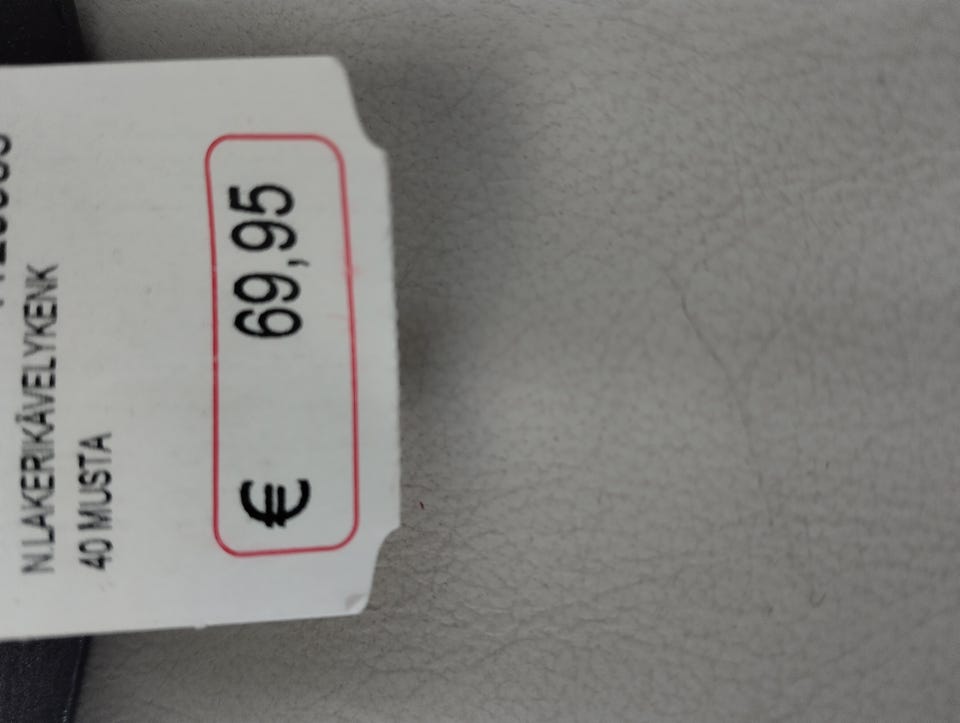 N.LAKERIKÄVELYKENK
40 MUSTA
€ 69,95